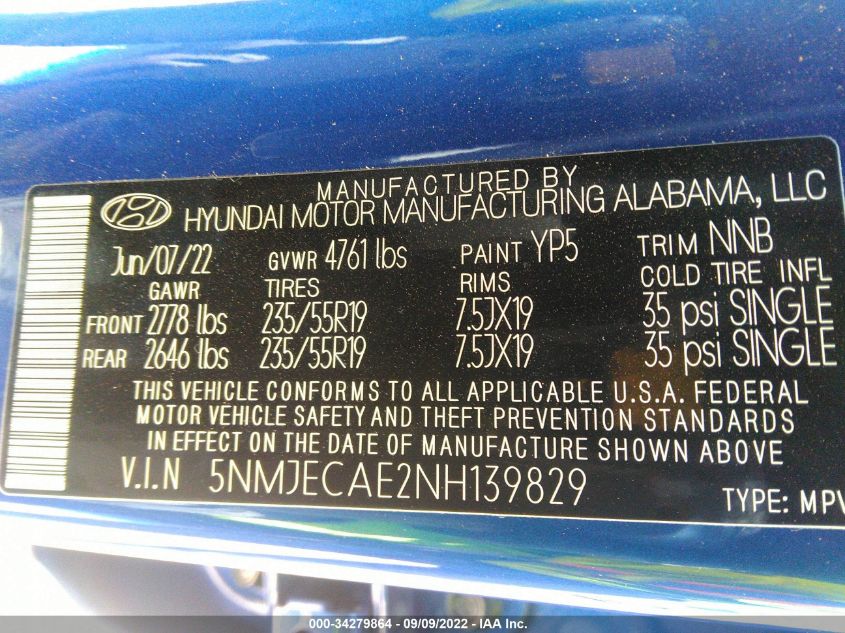 MANUFACTURED BY
HYUNDAI MOTOR MANUFACTURING ALABAMA, LLC
Jun/07/22 GVWR 4761 lbs PAINT YP5 TRIM NNB
GAWR TIRES RIMS COLD TIRE INFL
FRONT 2778 lbs 235/55R19 7.5JX19 35 psi SINGLE
REAR 2646 lbs 235/55R19 7.5JX19 35 psi SINGLE
THIS VEHICLE CONFORMS TO ALL APPLICABLE U.S.A. FEDERAL
MOTOR VEHICLE SAFETY AND THEFT PREVENTION STANDARDS
IN EFFECT ON THE DATE OF MANUFACTURE SHOWN ABOVE
V.I.N 5NMJECAE2NH139829 TYPE: MPV
000-34279864 - 09/09/2022 - IAA Inc.